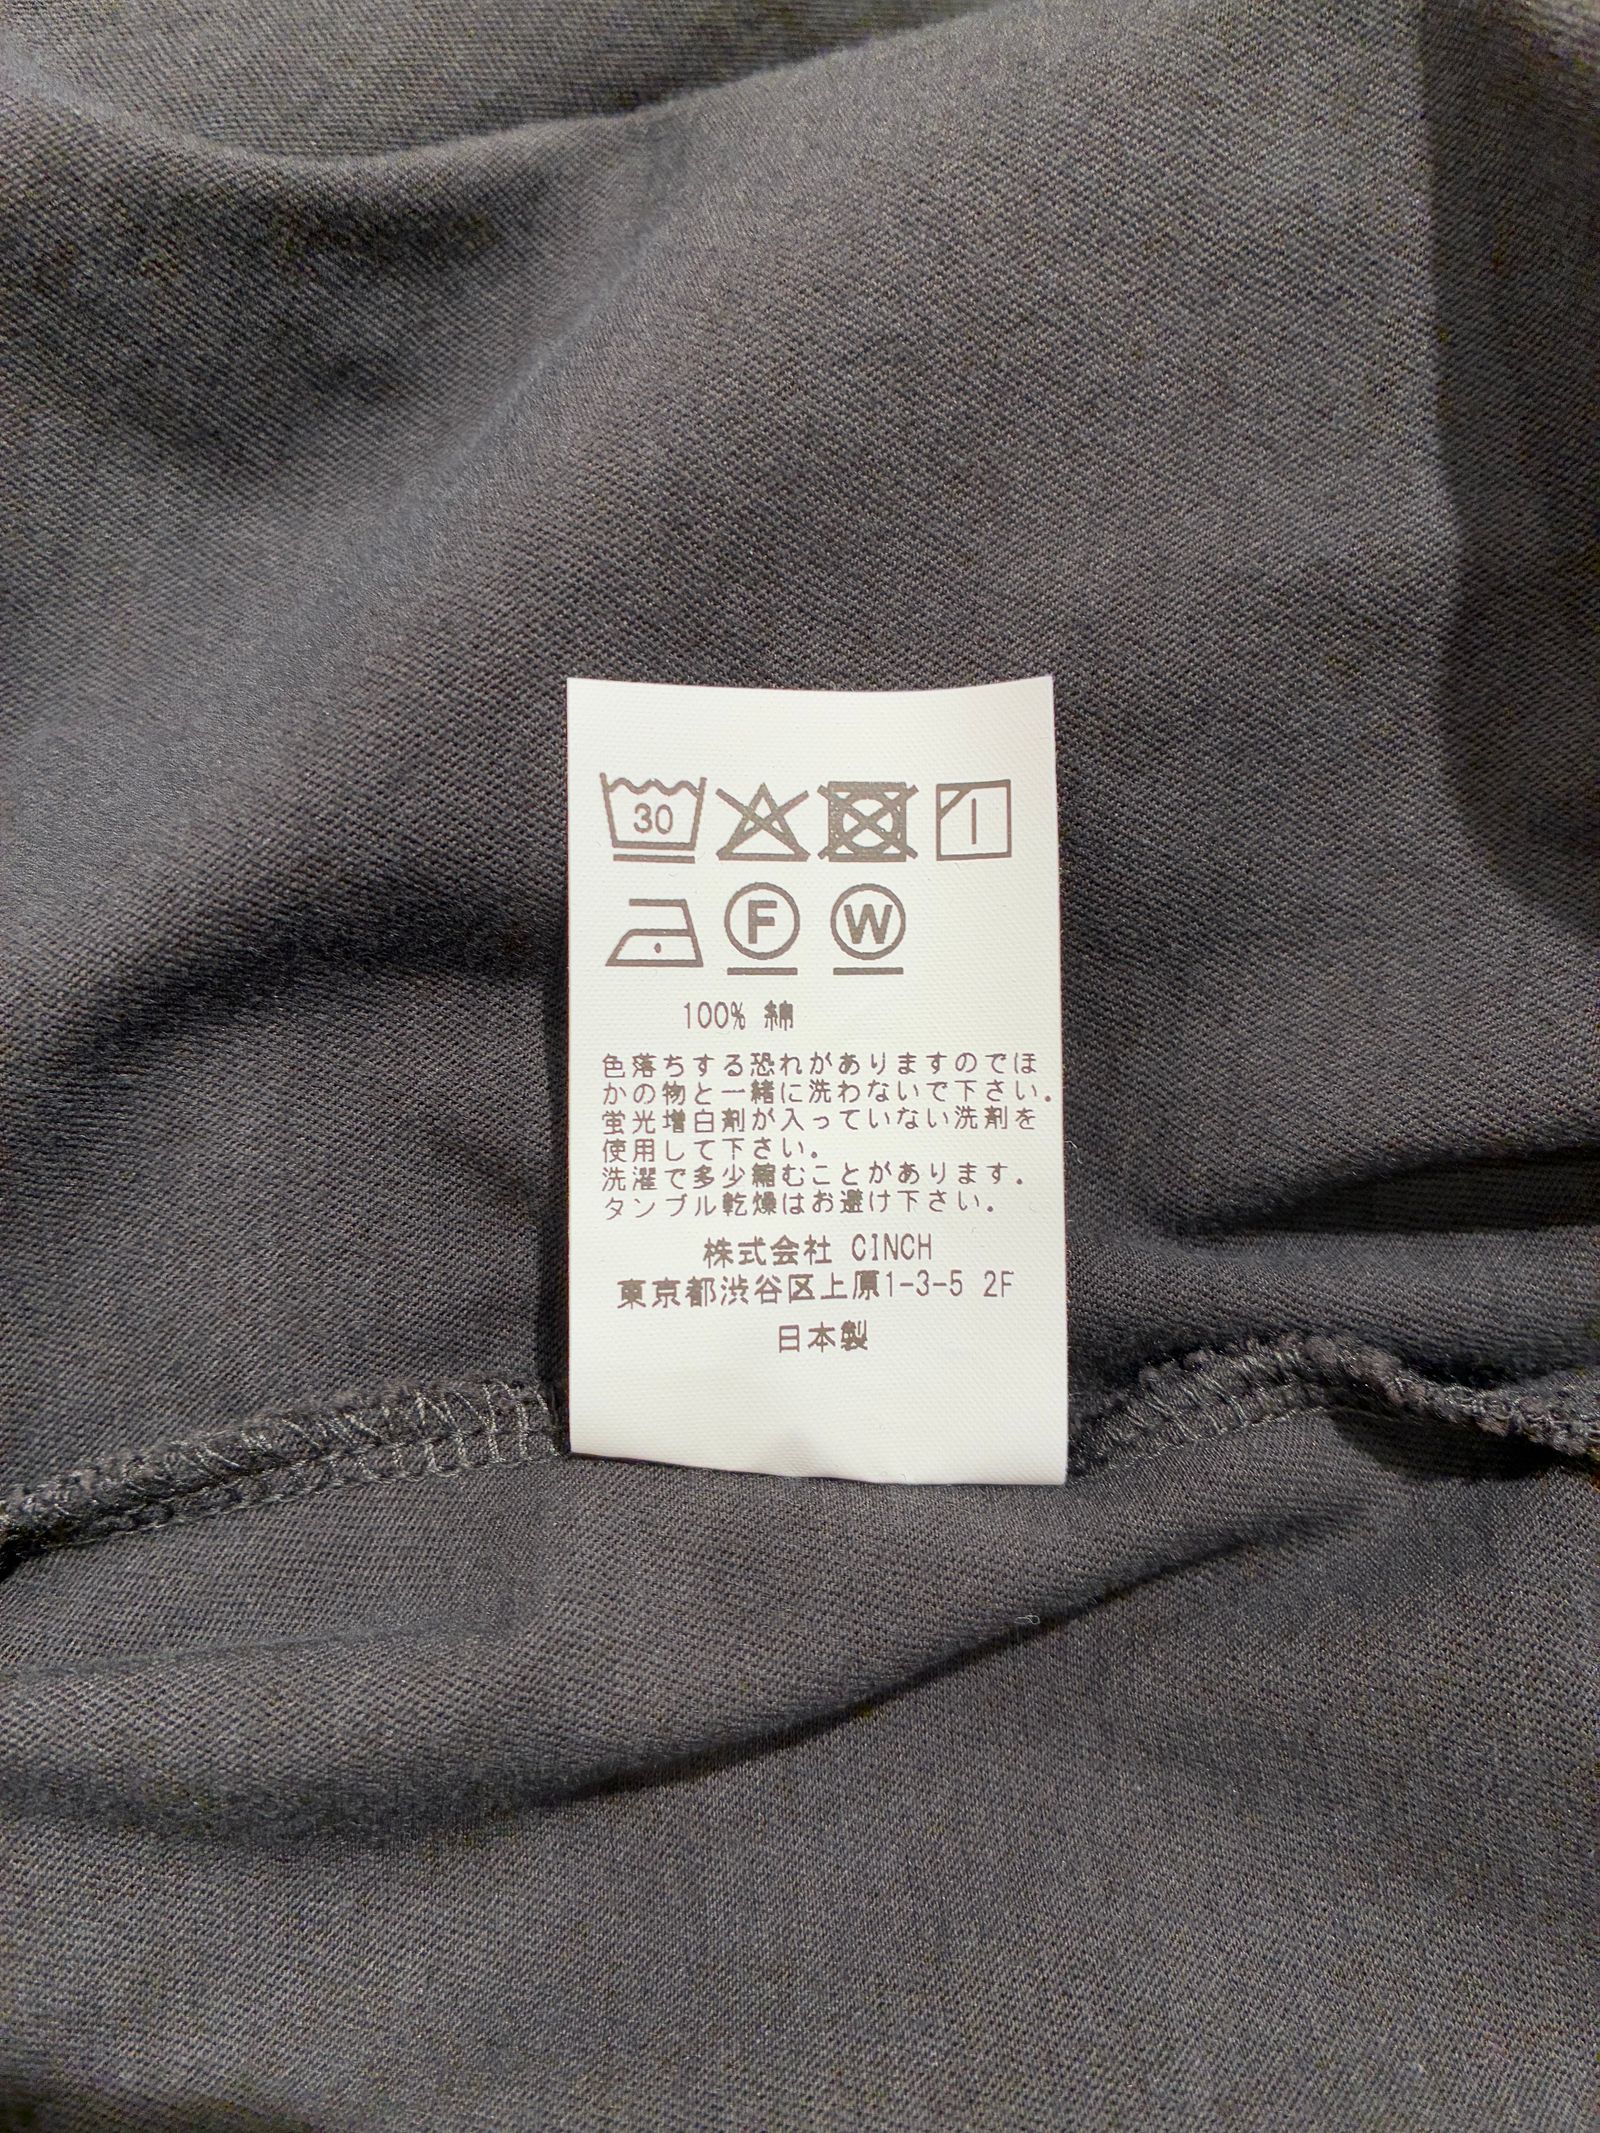 30
F W
100% 綿
色落ちする恐れがありますのでほ
かの物と一緒に洗わないで下さい.
蛍光増白剤が入っていない洗剤を
使用して下さい.
洗濯で多少縮むことがあります.
タンブル乾燥はお避け下さい.
株式会社 CINCH
東京都渋谷区上原1-3-5 2F
日本製